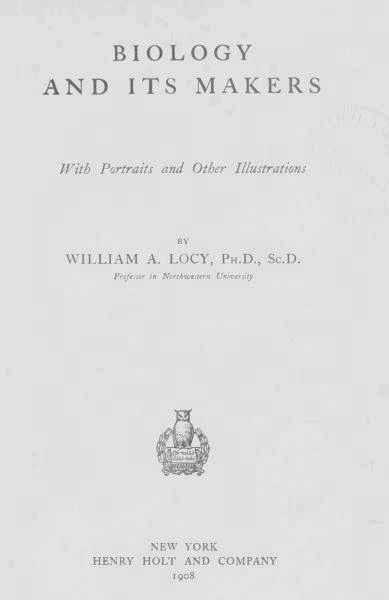 BIOLOGY
AND ITS MAKERS
With Portraits and Other Illustrations
BY
WILLIAM A. LOCY, PH.D., SC.D.
Professor in Northwestern University
NEW YORK
HENRY HOLT AND COMPANY
1908